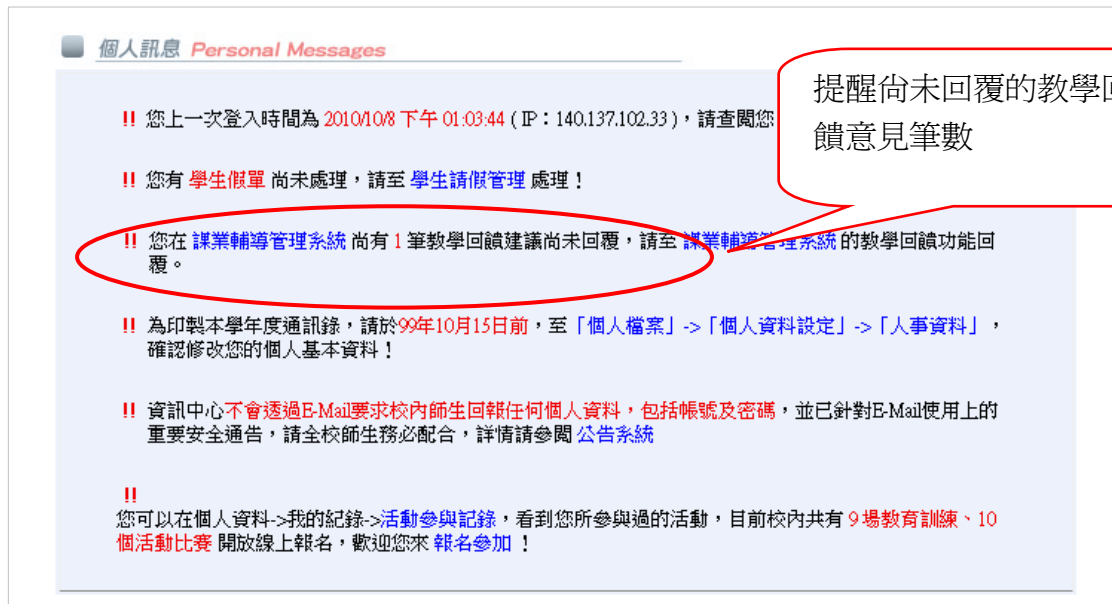 個人訊息 Personal Messages
提醒尚未回覆的教學回
饋意見筆數
!! 您上一次登入時間為 2010/10/8 下午 01:03:44 ( IP：140.137.102.33 )，請查閱您
!! 您有 學生假單 尚未處理，請至 學生請假管理 處理！
!! 您在 課業輔導管理系統 尚有 1 筆教學回饋建議尚未回覆，請至 課業輔導管理系統 的教學回饋功能回
覆。
!! 為印製本學年度通訊錄，請於99年10月15日前，至「個人檔案」->「個人資料設定」->「人事資料」，
確認修改您的個人基本資料！
!! 資訊中心不會透過E-Mail要求校內師生回報任何個人資料，包括帳號及密碼，並已針對E-Mail使用上的
重要安全通告，請全校師生務必配合，詳情請參閱 公告系統
!!
您可以在個人資料->我的紀錄->活動參與記錄，看到您所參與過的活動，目前校內共有 9場教育訓練、10
個活動比賽 開放線上報名，歡迎您來 報名參加 ！